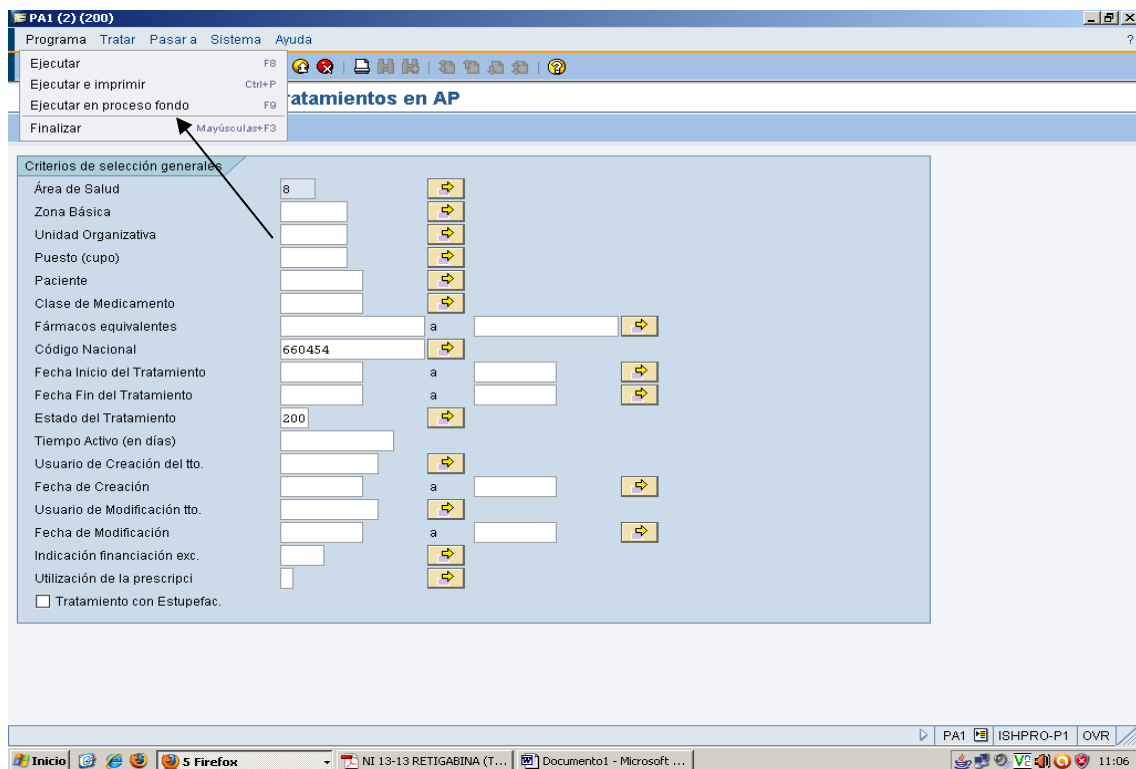 PA1 (2) (200)
Programa Tratar Pasar a Sistema Ayuda ?
Ejecutar F8
Ejecutar e imprimir Ctrl+P
Ejecutar en proceso fondo F9
Finalizar Mayúsculas+F3
ratamientos en AP
Criterios de selección generales
Área de Salud 8
Zona Básica
Unidad Organizativa
Puesto (cupo)
Paciente
Clase de Medicamento
Fármacos equivalentes a
Código Nacional 660454
Fecha Inicio del Tratamiento a
Fecha Fin del Tratamiento a
Estado del Tratamiento 200
Tiempo Activo (en días)
Usuario de Creación del tto.
Fecha de Creación a
Usuario de Modificación tto.
Fecha de Modificación a
Indicación financiación exc.
Utilización de la prescripci
Tratamiento con Estupefac.
PA1 ISHPRO-P1 OVR
Inicio 5 Firefox NI 13-13 RETIGABINA (T... Documento1 - Microsoft ... 11:06